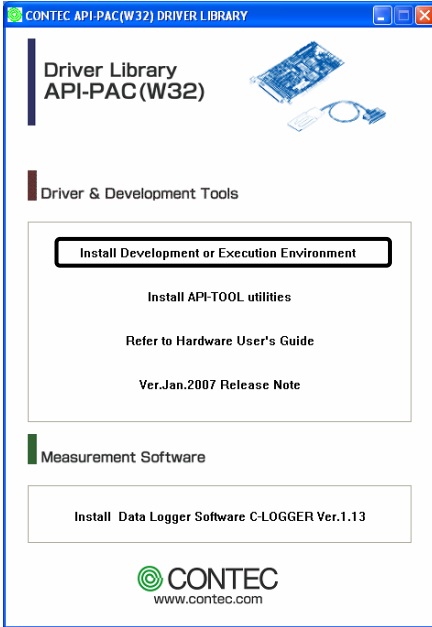 CONTEC API-PAC(W32) DRIVER LIBRARY
Driver Library
API-PAC(W32)
Driver & Development Tools
Install Development or Execution Environment
Install API-TOOL utilities
Refer to Hardware User's Guide
Ver.Jan.2007 Release Note
Measurement Software
Install Data Logger Software C-LOGGER Ver.1.13
CONTEC
www.contec.com